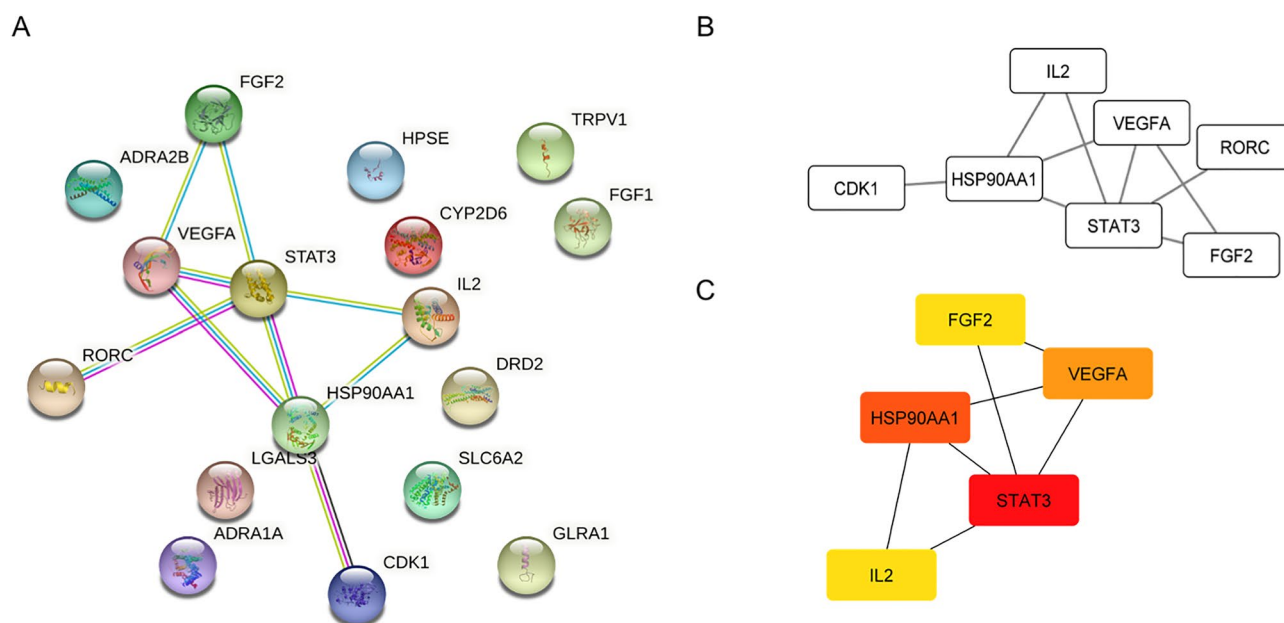 A
FGF2
ADRA2B
HPSE
TRPV1
FGF1
CYP2D6
VEGFA
STAT3
IL2
RORC
DRD2
HSP90AA1
LGALS3
SLC6A2
ADRA1A
GLRA1
CDK1
B
IL2
VEGFA
RORC
CDK1
HSP90AA1
STAT3
FGF2
C
FGF2
VEGFA
HSP90AA1
STAT3
IL2